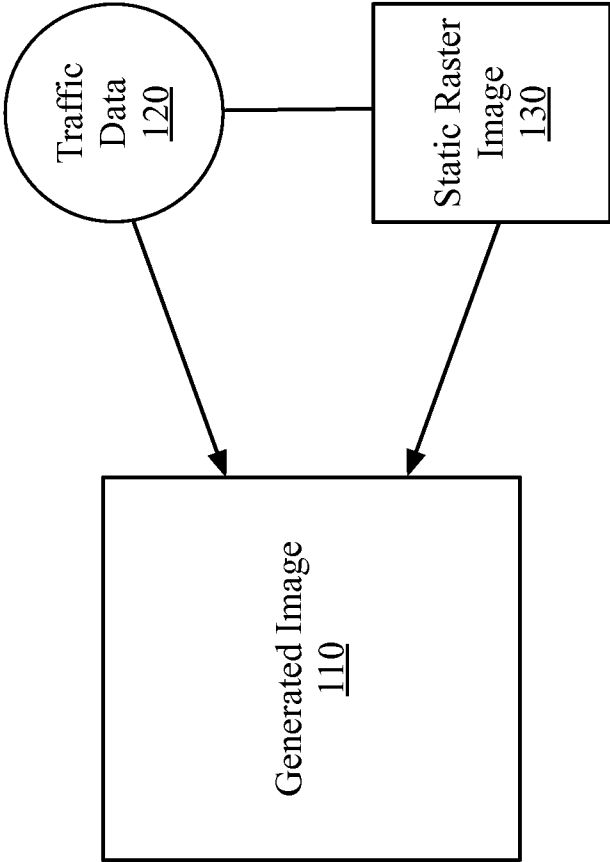 Generated Image
110
Traffic
Data
120
Static Raster
Image
130